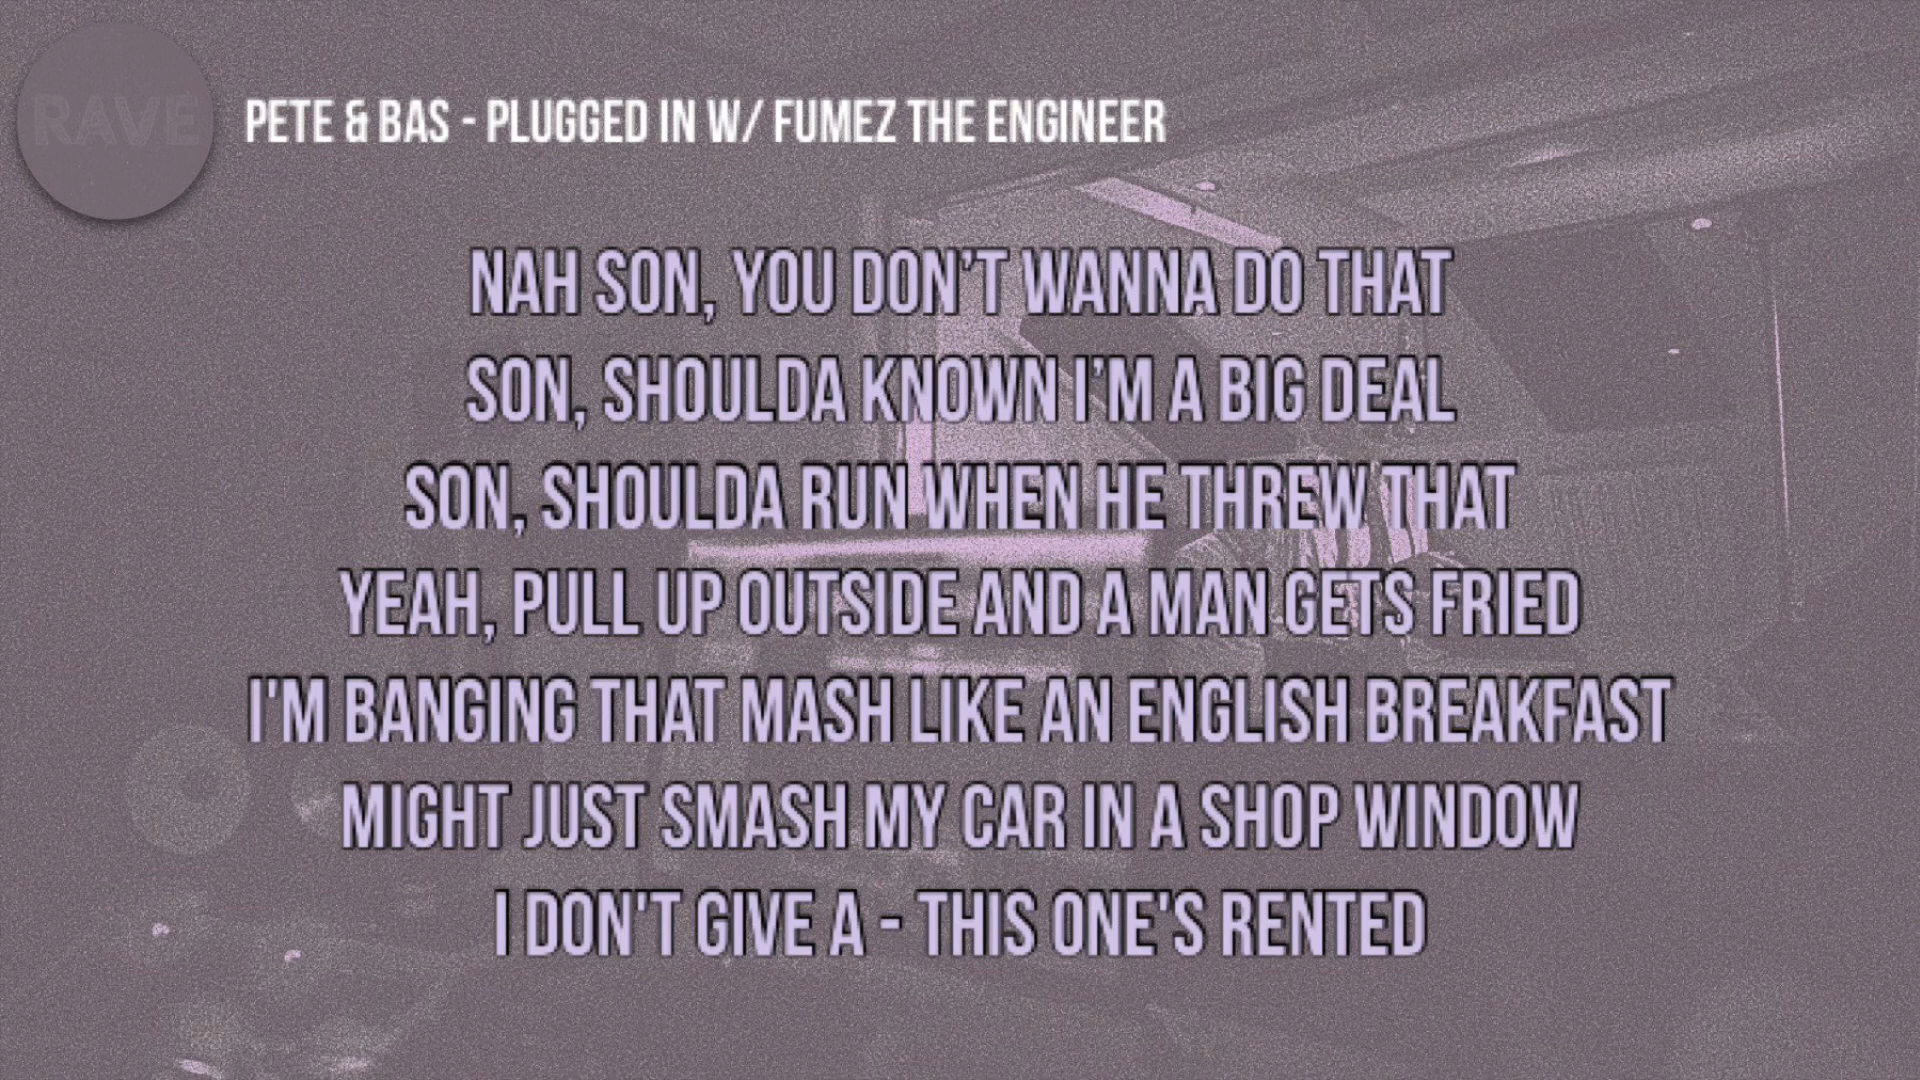 RAVE
PETE & BAS - PLUGGED IN W/ FUMEZ THE ENGINEER
NAH SON, YOU DON'T WANNA DO THAT
SON, SHOULDA KNOWN I'M A BIG DEAL
SON, SHOULDA RUN WHEN HE THREW THAT
YEAH, PULL UP OUTSIDE AND A MAN GETS FRIED
I'M BANGING THAT MASH LIKE AN ENGLISH BREAKFAST
MIGHT JUST SMASH MY CAR IN A SHOP WINDOW
I DON'T GIVE A - THIS ONE'S RENTED